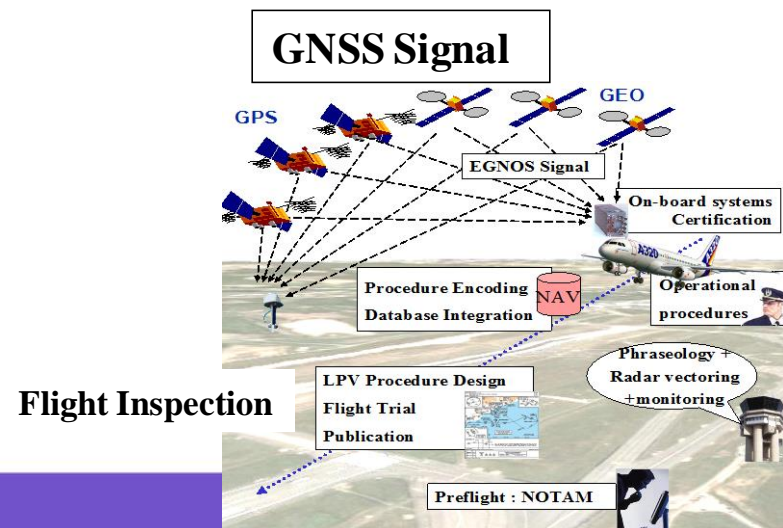 GNSS Signal
GPS
GEO
EGNOS Signal
On-board systems
Certification
A320
Procedure Encoding
Database Integration
NAV
Operational
procedures
Phraseology +
Radar vectoring
+monitoring
Flight Inspection
LPV Procedure Design
Flight Trial
Publication
Preflight : NOTAM